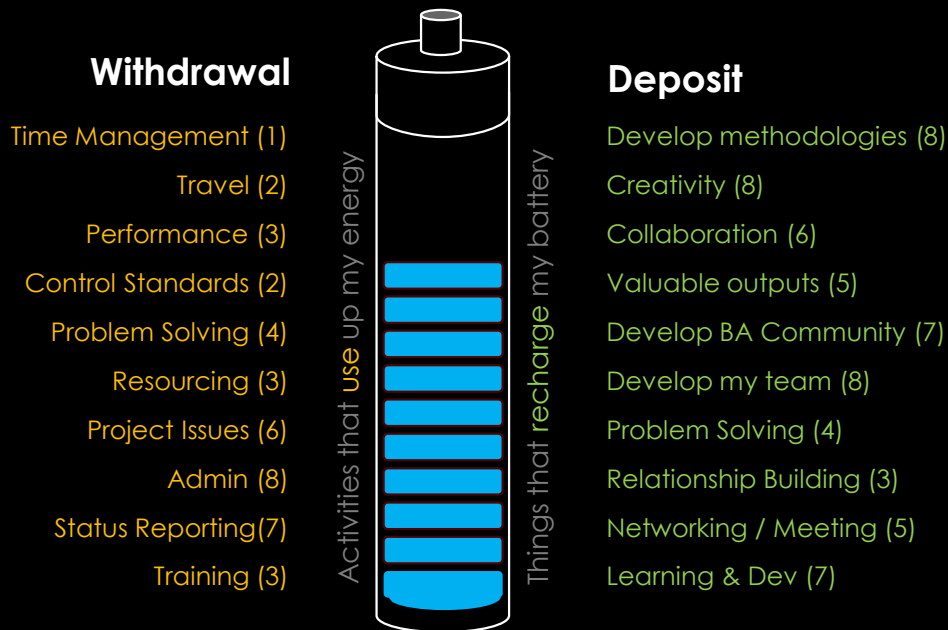 Withdrawal
Time Management (1)
Travel (2)
Performance (3)
Control Standards (2)
Problem Solving (4)
Resourcing (3)
Project Issues (6)
Admin (8)
Status Reporting(7)
Training (3)
Activities that use up my energy
Things that recharge my battery
Deposit
Develop methodologies (8)
Creativity (8)
Collaboration (6)
Valuable outputs (5)
Develop BA Community (7)
Develop my team (8)
Problem Solving (4)
Relationship Building (3)
Networking / Meeting (5)
Learning & Dev (7)